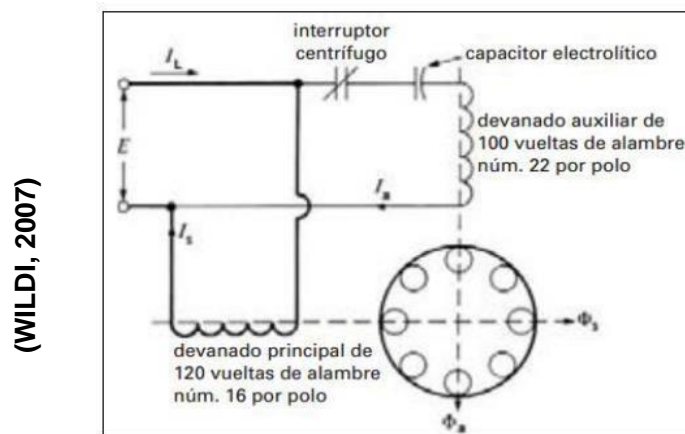 (WILDI, 2007)
interruptor
centrífugo
capacitor electrolítico
I_L
E
devanado auxiliar de
100 vueltas de alambre
núm. 22 por polo
I_a
I_s
devanado principal de
120 vueltas de alambre
núm. 16 por polo
Φ_s
Φ_a